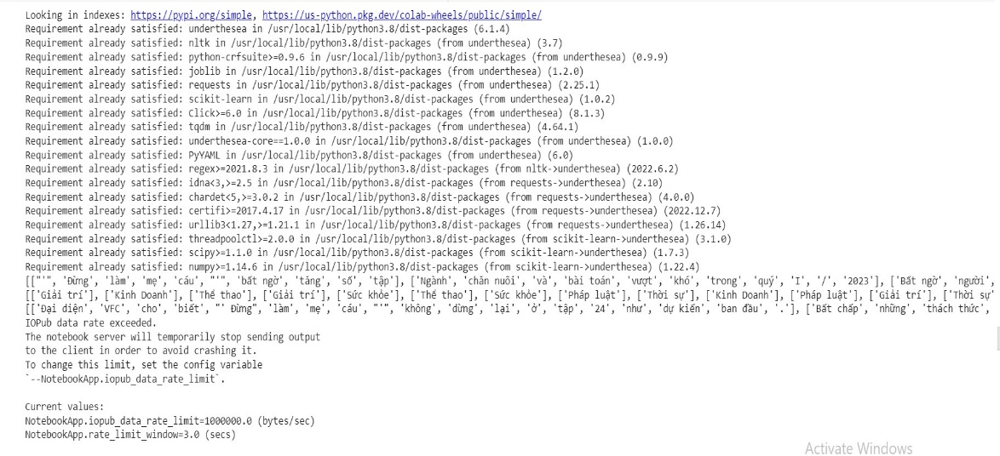 Looking in indexes: https://pypi.org/simple, https://us-python.pkg.dev/colab-wheels/public/simple/
Requirement already satisfied: underthesea in /usr/local/lib/python3.8/dist-packages (6.1.4)
Requirement already satisfied: nltk in /usr/local/lib/python3.8/dist-packages (from underthesea) (3.7)
Requirement already satisfied: python-crfsuite>=0.9.6 in /usr/local/lib/python3.8/dist-packages (from underthesea) (0.9.9)
Requirement already satisfied: joblib in /usr/local/lib/python3.8/dist-packages (from underthesea) (1.2.0)
Requirement already satisfied: requests in /usr/local/lib/python3.8/dist-packages (from underthesea) (2.25.1)
Requirement already satisfied: scikit-learn in /usr/local/lib/python3.8/dist-packages (from underthesea) (1.0.2)
Requirement already satisfied: Click>=6.0 in /usr/local/lib/python3.8/dist-packages (from underthesea) (8.1.3)
Requirement already satisfied: tqdm in /usr/local/lib/python3.8/dist-packages (from underthesea) (4.64.1)
Requirement already satisfied: underthesea-core==1.0.0 in /usr/local/lib/python3.8/dist-packages (from underthesea) (1.0.0)
Requirement already satisfied: PyYAML in /usr/local/lib/python3.8/dist-packages (from underthesea) (6.0)
Requirement already satisfied: regex>=2021.8.3 in /usr/local/lib/python3.8/dist-packages (from nltk->underthesea) (2022.6.2)
Requirement already satisfied: idna<3,>=2.5 in /usr/local/lib/python3.8/dist-packages (from requests->underthesea) (2.10)
Requirement already satisfied: chardet<5,>=3.0.2 in /usr/local/lib/python3.8/dist-packages (from requests->underthesea) (4.0.0)
Requirement already satisfied: certifi>=2017.4.17 in /usr/local/lib/python3.8/dist-packages (from requests->underthesea) (2022.12.7)
Requirement already satisfied: urllib3<1.27,>=1.21.1 in /usr/local/lib/python3.8/dist-packages (from requests->underthesea) (1.26.14)
Requirement already satisfied: threadpoolctl>=2.0.0 in /usr/local/lib/python3.8/dist-packages (from scikit-learn->underthesea) (3.1.0)
Requirement already satisfied: scipy>=1.1.0 in /usr/local/lib/python3.8/dist-packages (from scikit-learn->underthesea) (1.7.3)
Requirement already satisfied: numpy>=1.14.6 in /usr/local/lib/python3.8/dist-packages (from scikit-learn->underthesea) (1.22.4)
[["'", 'Đừng', 'làm', 'mẹ', 'cáu', "'", 'bất ngờ', 'tăng', 'số', 'tập'], ['Ngành', 'chăn nuôi', 'và', 'bài toán', 'vượt', 'khó', 'trong', 'quý', 'I', '/', '2023'], ['Bất ngờ', 'người',
[['Giải trí'], ['Kinh Doanh'], ['Thể thao'], ['Giải trí'], ['Sức khỏe'], ['Thể thao'], ['Sức khỏe'], ['Pháp luật'], ['Thời sự'], ['Kinh Doanh'], ['Pháp luật'], ['Giải trí'], ['Thời sự'
[['Đại diện', 'VFC', 'cho', 'biết', "' Đừng", 'làm', 'mẹ', 'cáu', "'", 'không', 'dừng', 'lại', 'ở', 'tập', '24', 'như', 'dự kiến', 'ban đầu', '.'], ['Bất chấp', 'những', 'thách thức',
IOPub data rate exceeded.
The notebook server will temporarily stop sending output
to the client in order to avoid crashing it.
To change this limit, set the config variable
`--NotebookApp.iopub_data_rate_limit`.
Current values:
NotebookApp.iopub_data_rate_limit=1000000.0 (bytes/sec)
NotebookApp.rate_limit_window=3.0 (secs)
Activate Windows